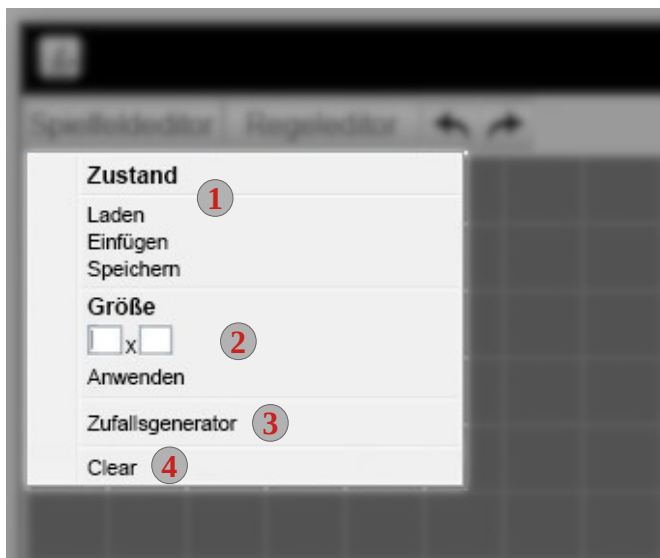 Spielfeldeditor Regeleditor
Zustand
1
Laden
Einfügen
Speichern
Größe
x 2
Anwenden
Zufallsgenerator 3
Clear 4